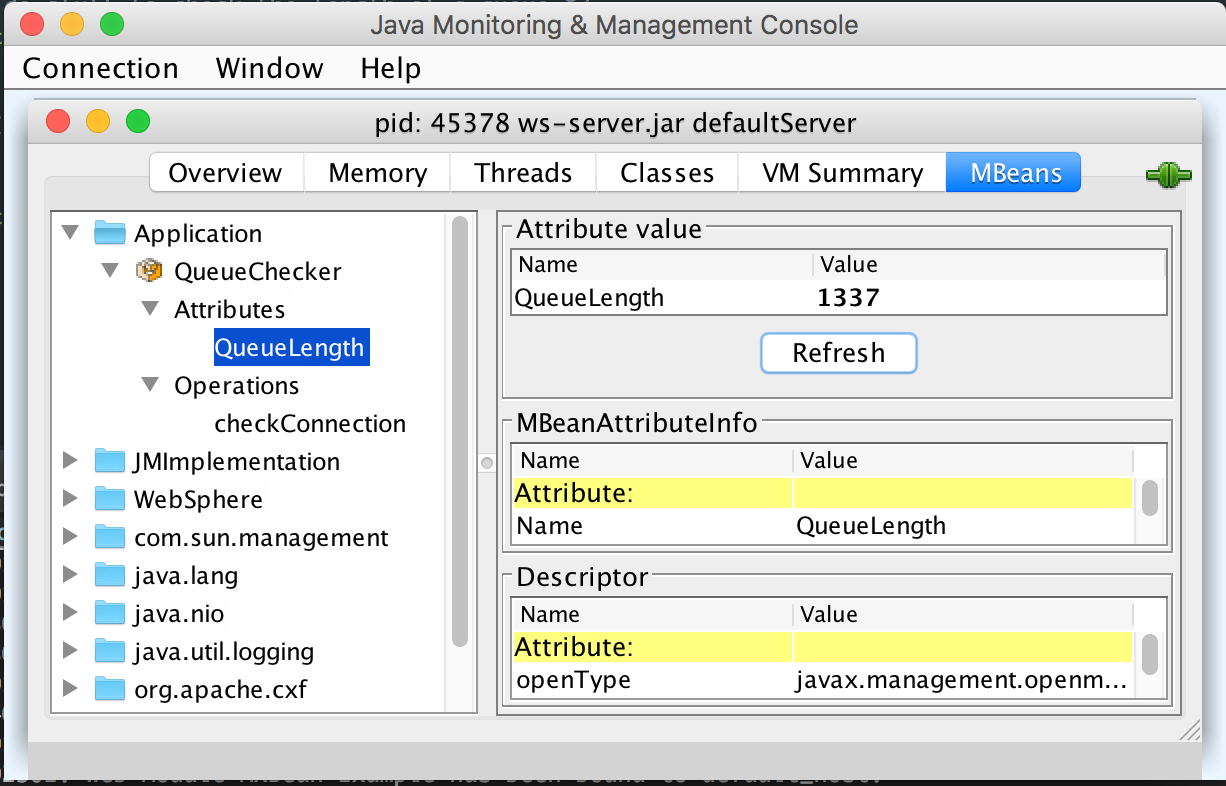 Java Monitoring & Management Console
Connection Window Help
pid: 45378 ws-server.jar defaultServer
Overview Memory Threads Classes VM Summary MBeans
Application
QueueChecker
Attributes
QueueLength
Operations
checkConnection
JMImplementation
WebSphere
com.sun.management
java.lang
java.nio
java.util.logging
org.apache.cxf
Attribute value
Name Value
QueueLength 1337
Refresh
MBeanAttributeInfo
Name Value
Attribute:
Name QueueLength
Descriptor
Name Value
Attribute:
openType javax.management.openm...